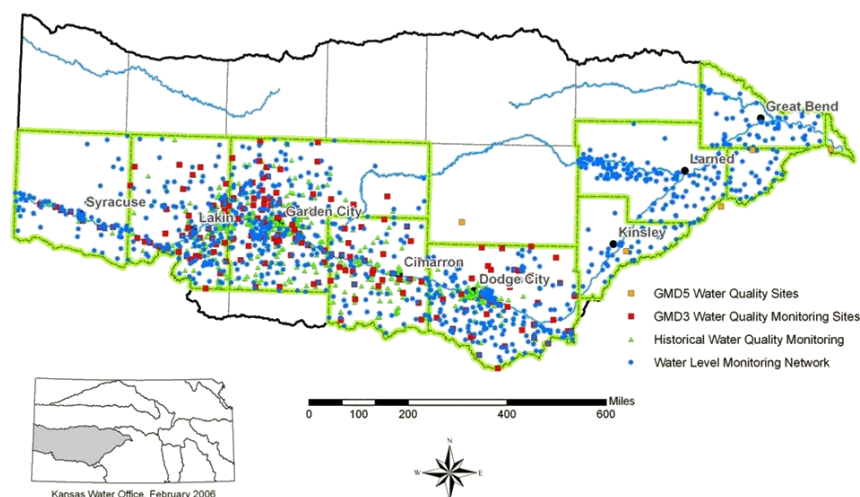 Great Bend
Larned
Syracuse
Lakin
Garden City
Kinsley
Cimarron
Dodge City
GMD5 Water Quality Sites
GMD3 Water Quality Monitoring Sites
Historical Water Quality Monitoring
Water Level Monitoring Network
Miles
0 100 200 400 600
N
W E
S
Kansas Water Office, February 2006